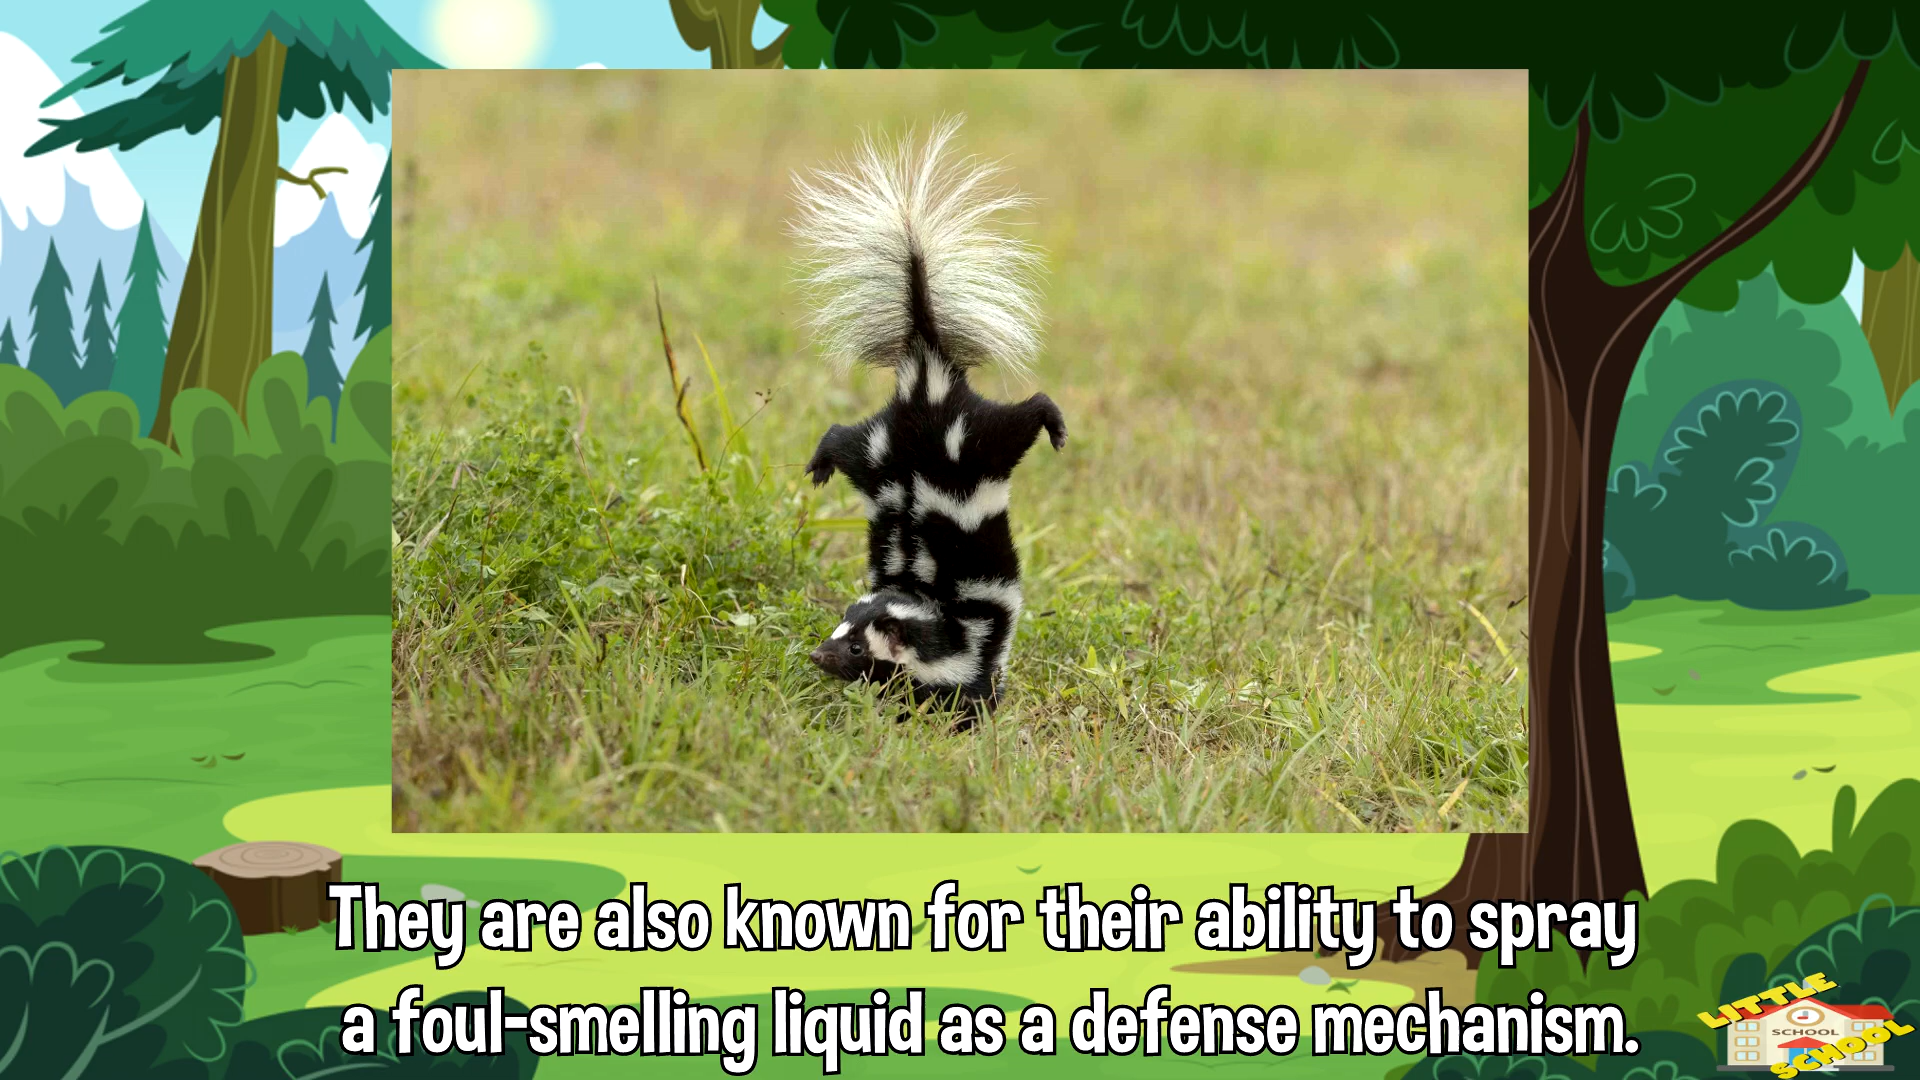 They are also known for their ability to spray
a foul-smelling liquid as a defense mechanism.
LITTLE
SCHOOL
SCHOOL